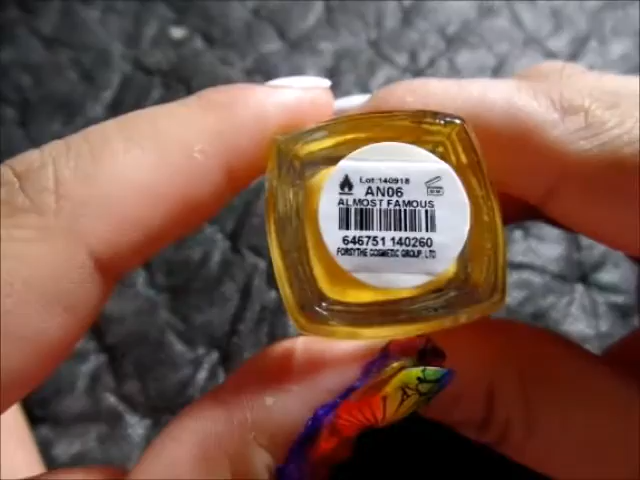 Lot:140918
AN06
ALMOST FAMOUS
646751 140260
FORSYTHE COSMETIC GROUP, LTD